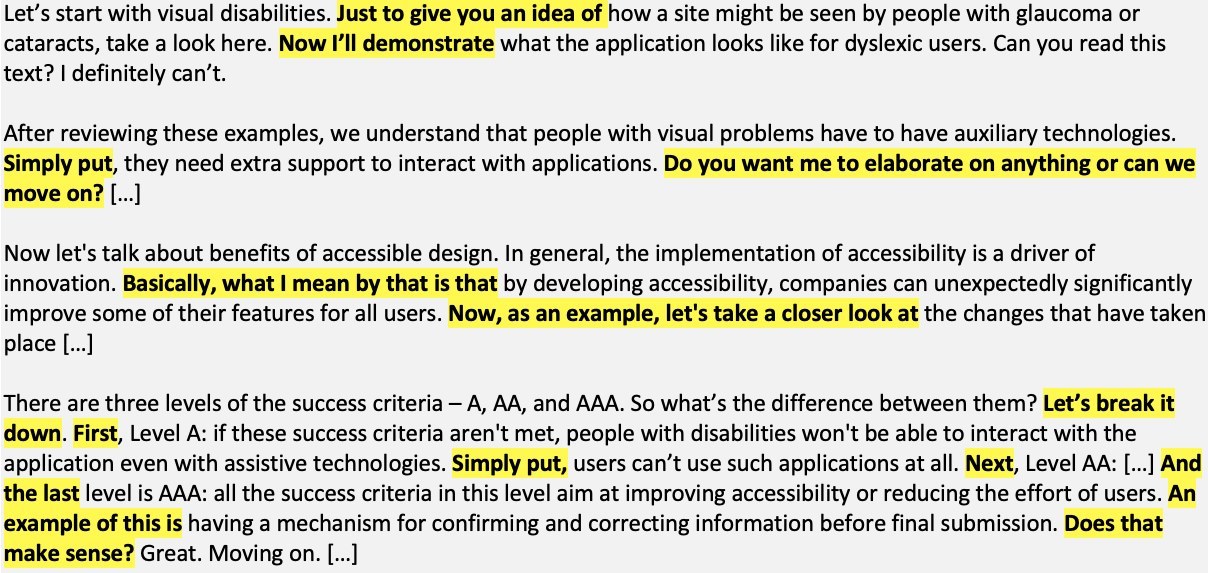 Let’s start with visual disabilities. Just to give you an idea of how a site might be seen by people with glaucoma or
cataracts, take a look here. Now I’ll demonstrate what the application looks like for dyslexic users. Can you read this
text? I definitely can’t.
After reviewing these examples, we understand that people with visual problems have to have auxiliary technologies.
Simply put, they need extra support to interact with applications. Do you want me to elaborate on anything or can we
move on? […]
Now let's talk about benefits of accessible design. In general, the implementation of accessibility is a driver of
innovation. Basically, what I mean by that is that by developing accessibility, companies can unexpectedly significantly
improve some of their features for all users. Now, as an example, let's take a closer look at the changes that have taken
place […]
There are three levels of the success criteria – A, AA, and AAA. So what’s the difference between them? Let’s break it
down. First, Level A: if these success criteria aren't met, people with disabilities won't be able to interact with the
application even with assistive technologies. Simply put, users can’t use such applications at all. Next, Level AA: […] And
the last level is AAA: all the success criteria in this level aim at improving accessibility or reducing the effort of users. An
example of this is having a mechanism for confirming and correcting information before final submission. Does that
make sense? Great. Moving on. […]